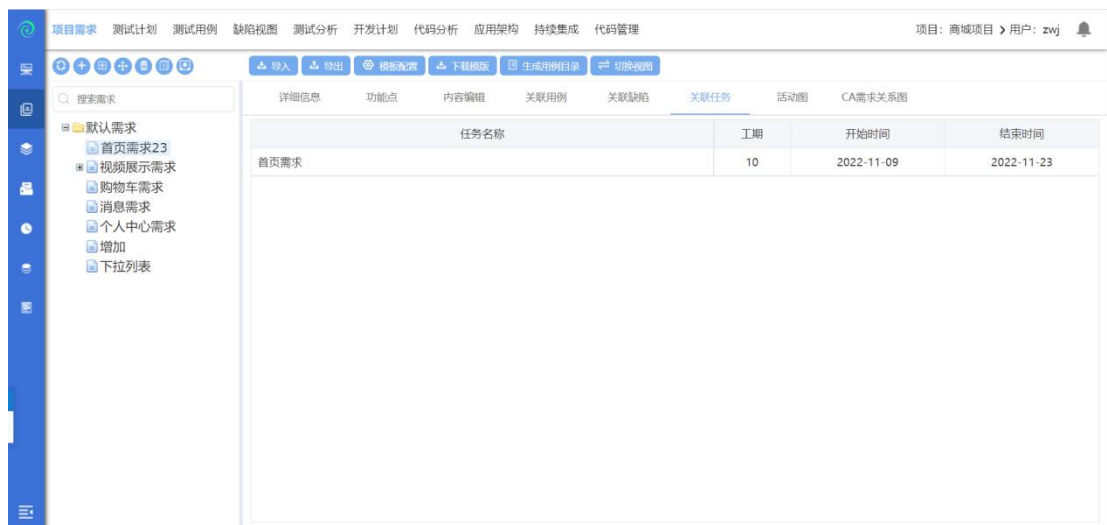 项目需求 测试计划 测试用例 缺陷视图 测试分析 开发计划 代码分析 应用架构 持续集成 代码管理 项目：商城项目 用户：zwj
导入 导出 模板配置 下载模版 生成用例目录 切换视图
搜索需求
详细信息 功能点 内容编辑 关联用例 关联缺陷 关联任务 活动图 CA需求关系图
默认需求
首页需求23
视频展示需求
购物车需求
消息需求
个人中心需求
增加
下拉列表
任务名称 工期 开始时间 结束时间
首页需求 10 2022-11-09 2022-11-23